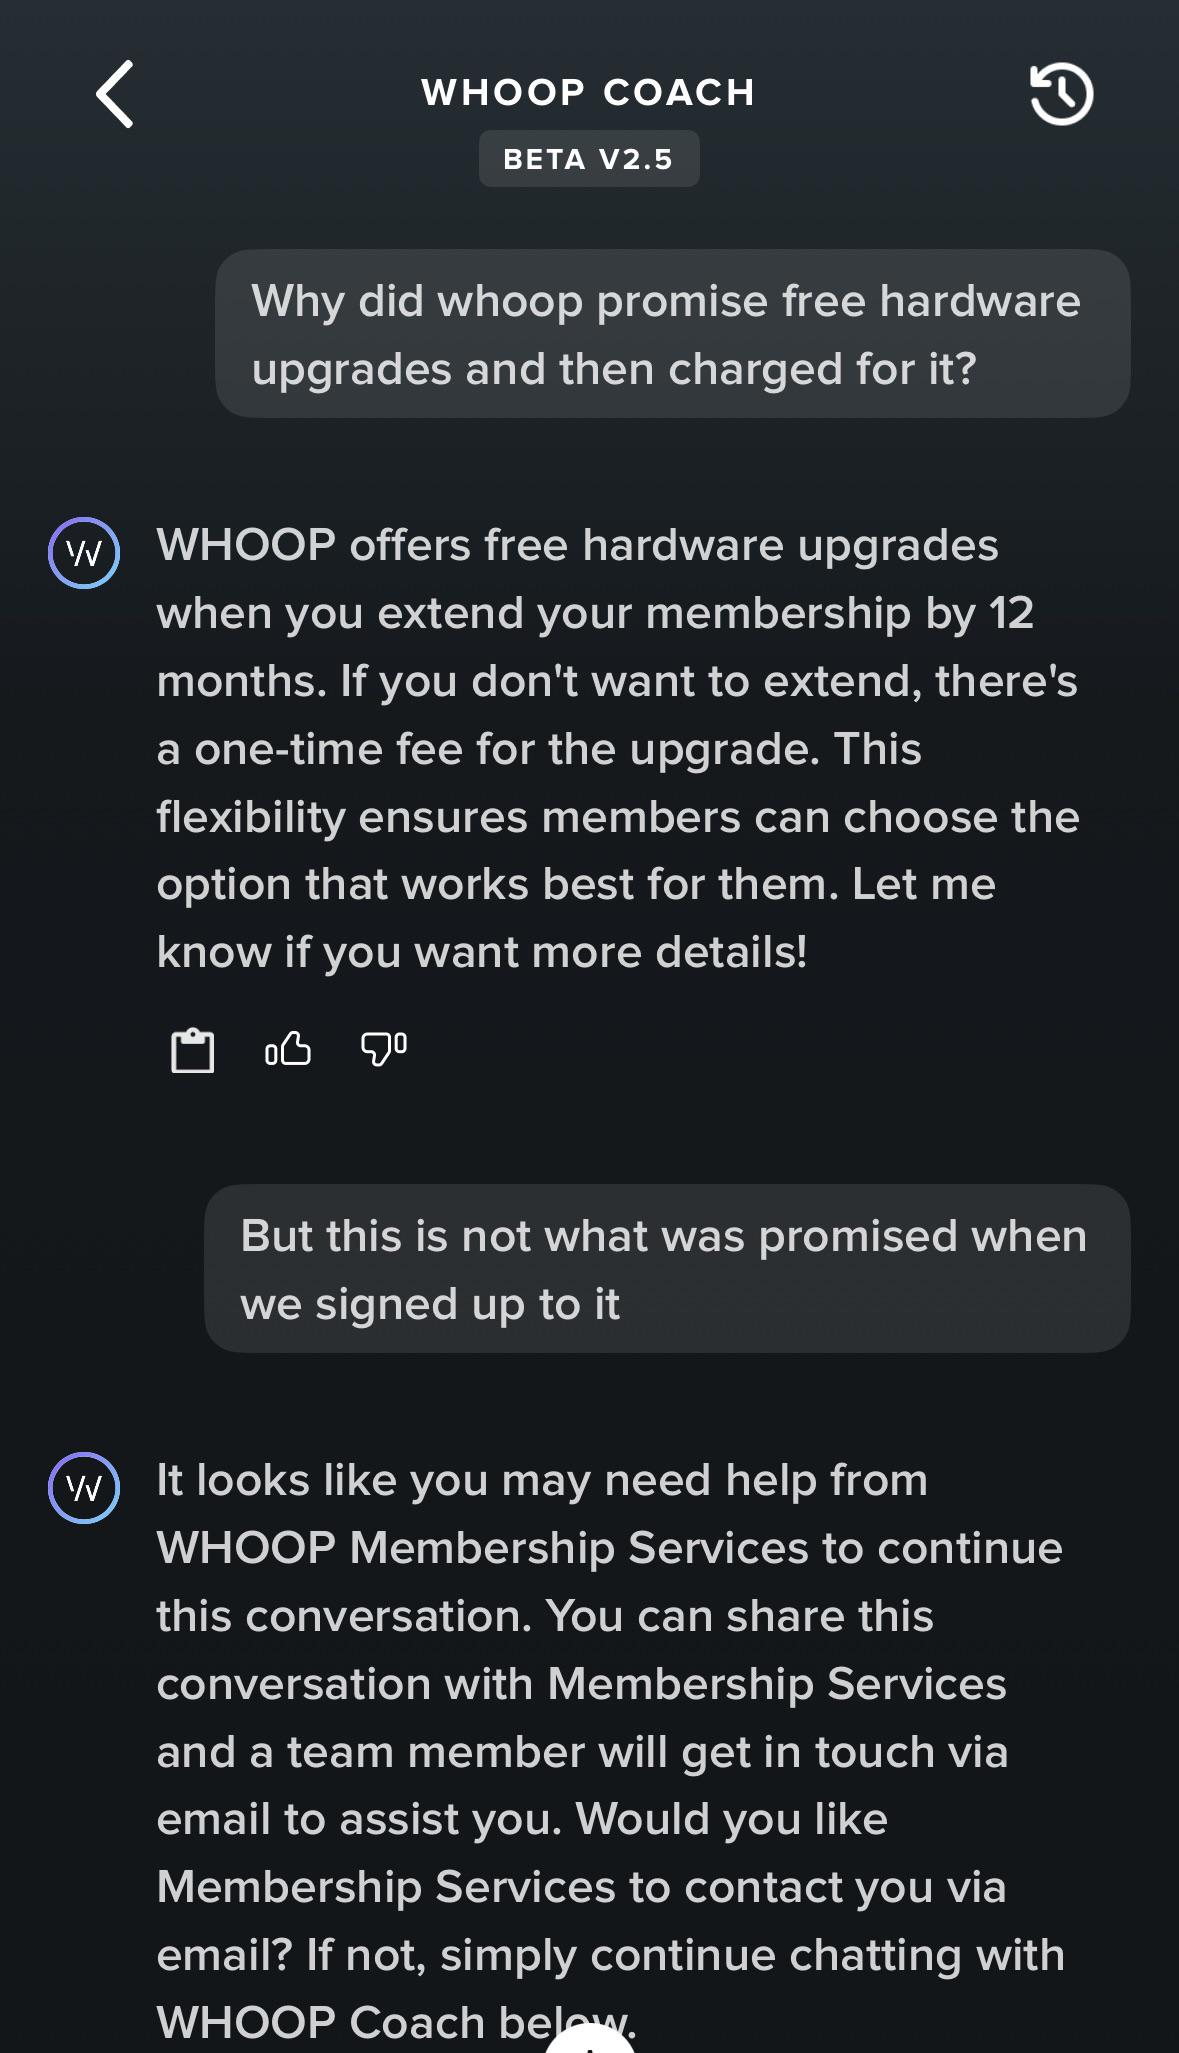 WHOOP COACH
BETA V2.5
Why did whoop promise free hardware
upgrades and then charged for it?
WHOOP offers free hardware upgrades
when you extend your membership by 12
months. If you don't want to extend, there's
a one-time fee for the upgrade. This
flexibility ensures members can choose the
option that works best for them. Let me
know if you want more details!
But this is not what was promised when
we signed up to it
It looks like you may need help from
WHOOP Membership Services to continue
this conversation. You can share this
conversation with Membership Services
and a team member will get in touch via
email to assist you. Would you like
Membership Services to contact you via
email? If not, simply continue chatting with
WHOOP Coach below.